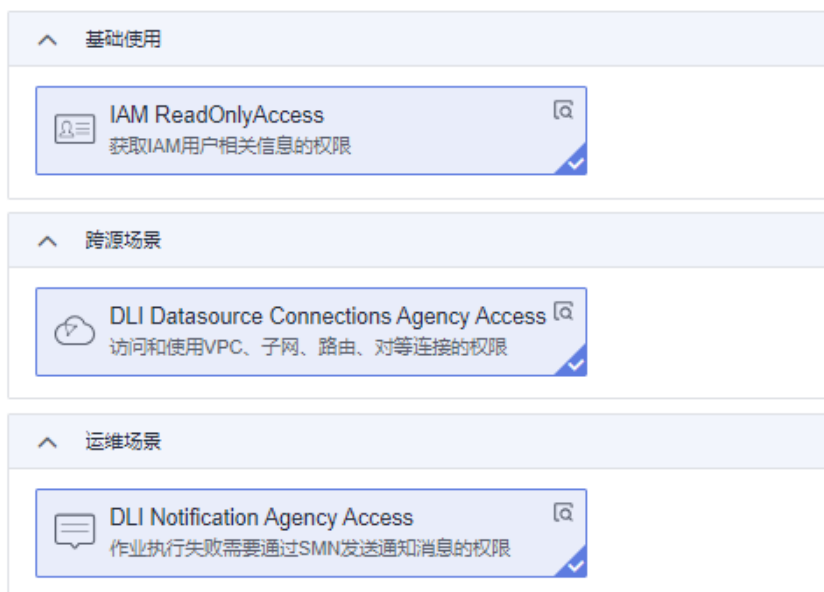 基础使用
IAM ReadOnlyAccess
获取IAM用户相关信息的权限
跨源场景
DLI Datasource Connections Agency Access
访问和使用VPC、子网、路由、对等连接的权限
运维场景
DLI Notification Agency Access
作业执行失败需要通过SMN发送通知消息的权限